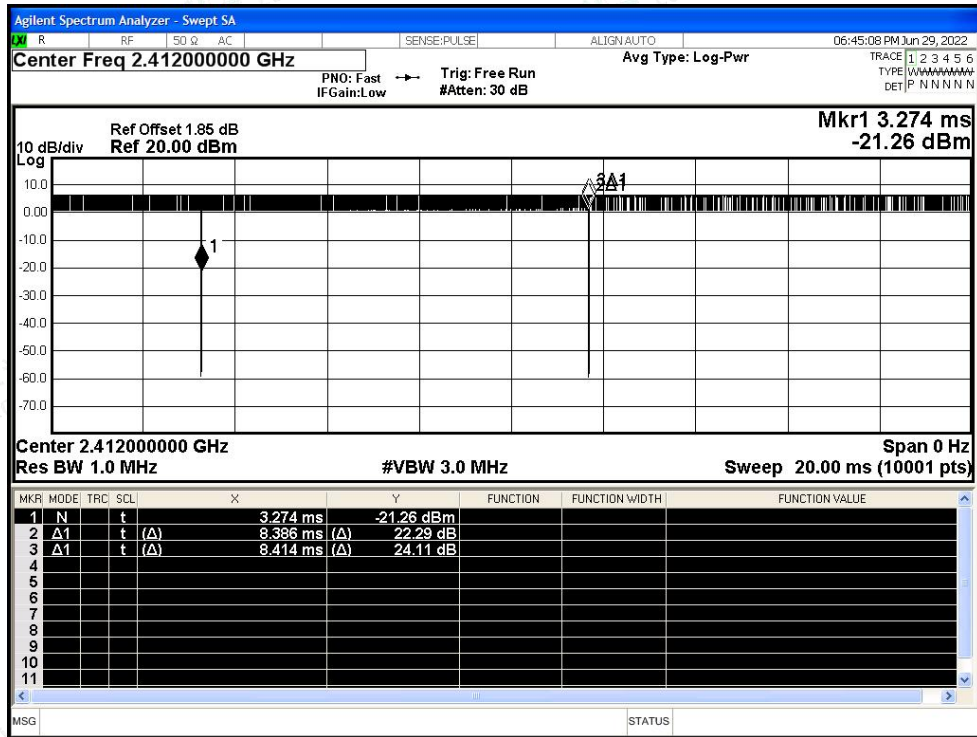 Agilent Spectrum Analyzer - Swept SA
LXI R RF 50 Ω AC SENSE:PULSE ALIGN AUTO 06:45:08 PM Jun 29, 2022
Center Freq 2.412000000 GHz
PNO: Fast
IFGain:Low
Trig: Free Run
#Atten: 30 dB
Avg Type: Log-Pwr
TRACE 1 2 3 4 5 6
TYPE WWWWWW
DET P N N N N N
Ref Offset 1.85 dB
Ref 20.00 dBm
Mkr1 3.274 ms
-21.26 dBm
10 dB/div
Log
10.0
0.00
-10.0
-20.0
-30.0
-40.0
-50.0
-60.0
-70.0
1
3Δ1
Center 2.412000000 GHz Span 0 Hz
Res BW 1.0 MHz #VBW 3.0 MHz Sweep 20.00 ms (10001 pts)
MKR MODE TRC SCL X Y FUNCTION FUNCTION WIDTH FUNCTION VALUE
1 N t 3.274 ms -21.26 dBm
2 Δ1 t (Δ) 8.386 ms (Δ) 22.29 dB
3 Δ1 t (Δ) 8.414 ms (Δ) 24.11 dB
4
5
6
7
8
9
10
11
MSG STATUS